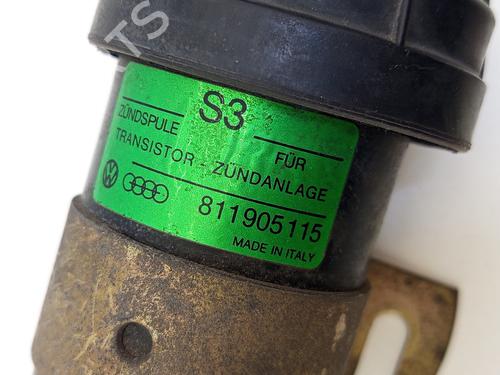 S3
ZÜNDSPULE FÜR
TRANSISTOR - ZÜNDANLAGE
811905115
MADE IN ITALY